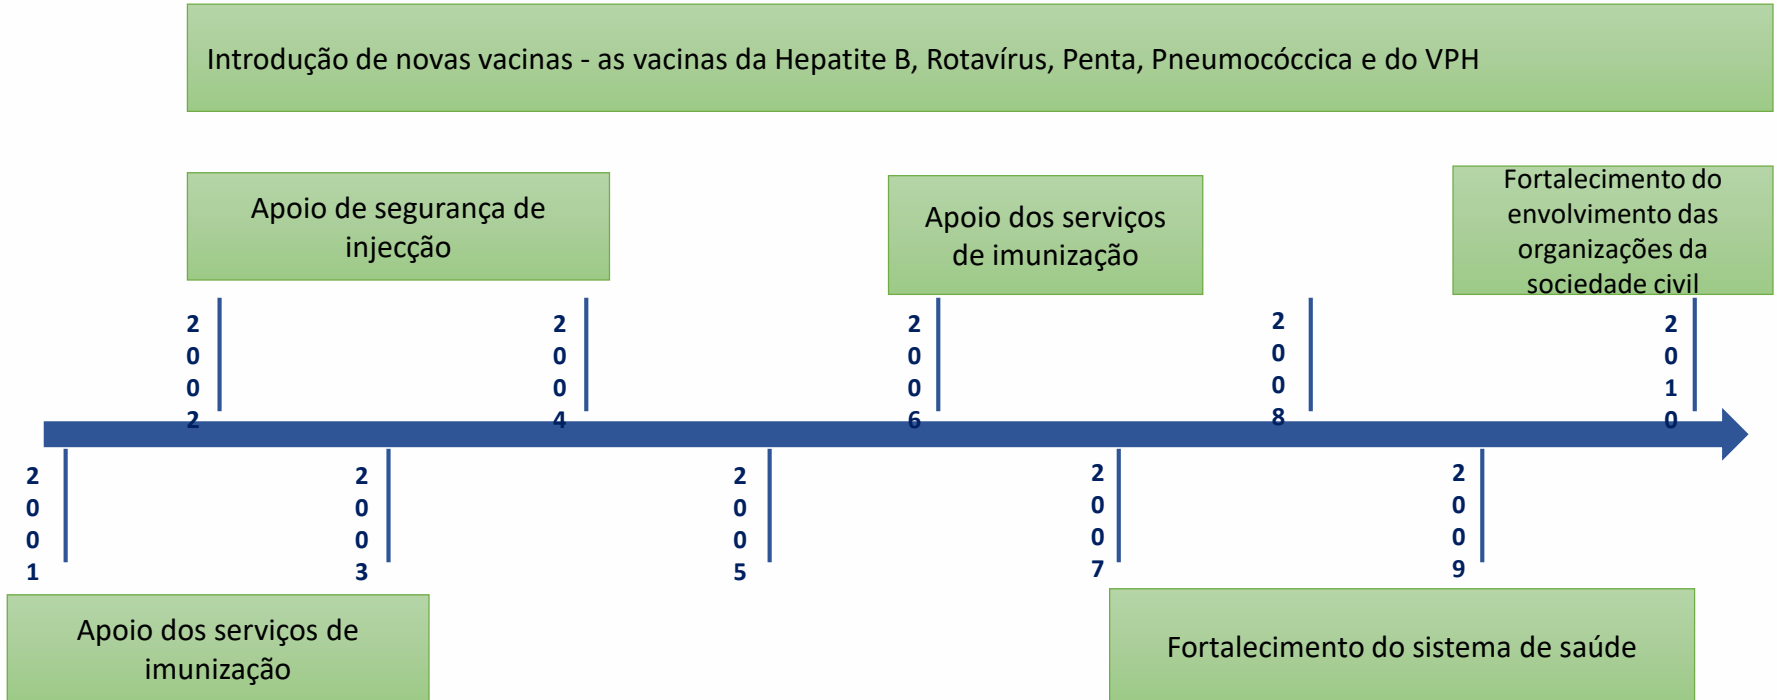 Introdução de novas vacinas - as vacinas da Hepatite B, Rotavírus, Penta, Pneumocóccica e do VPH
Apoio de segurança de
injecção
Apoio dos serviços
de imunização
Fortalecimento do
envolvimento das
organizações da
sociedade civil
2002
2004
2006
2008
2010
2001
2003
2005
2007
2009
Apoio dos serviços de
imunização
Fortalecimento do sistema de saúde